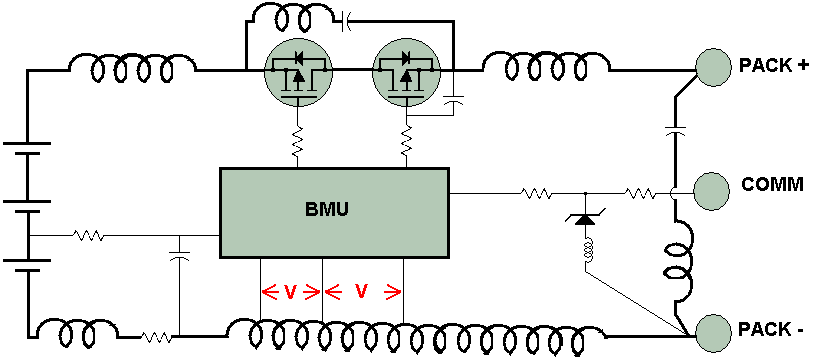 PACK +
COMM
BMU
V V
PACK -